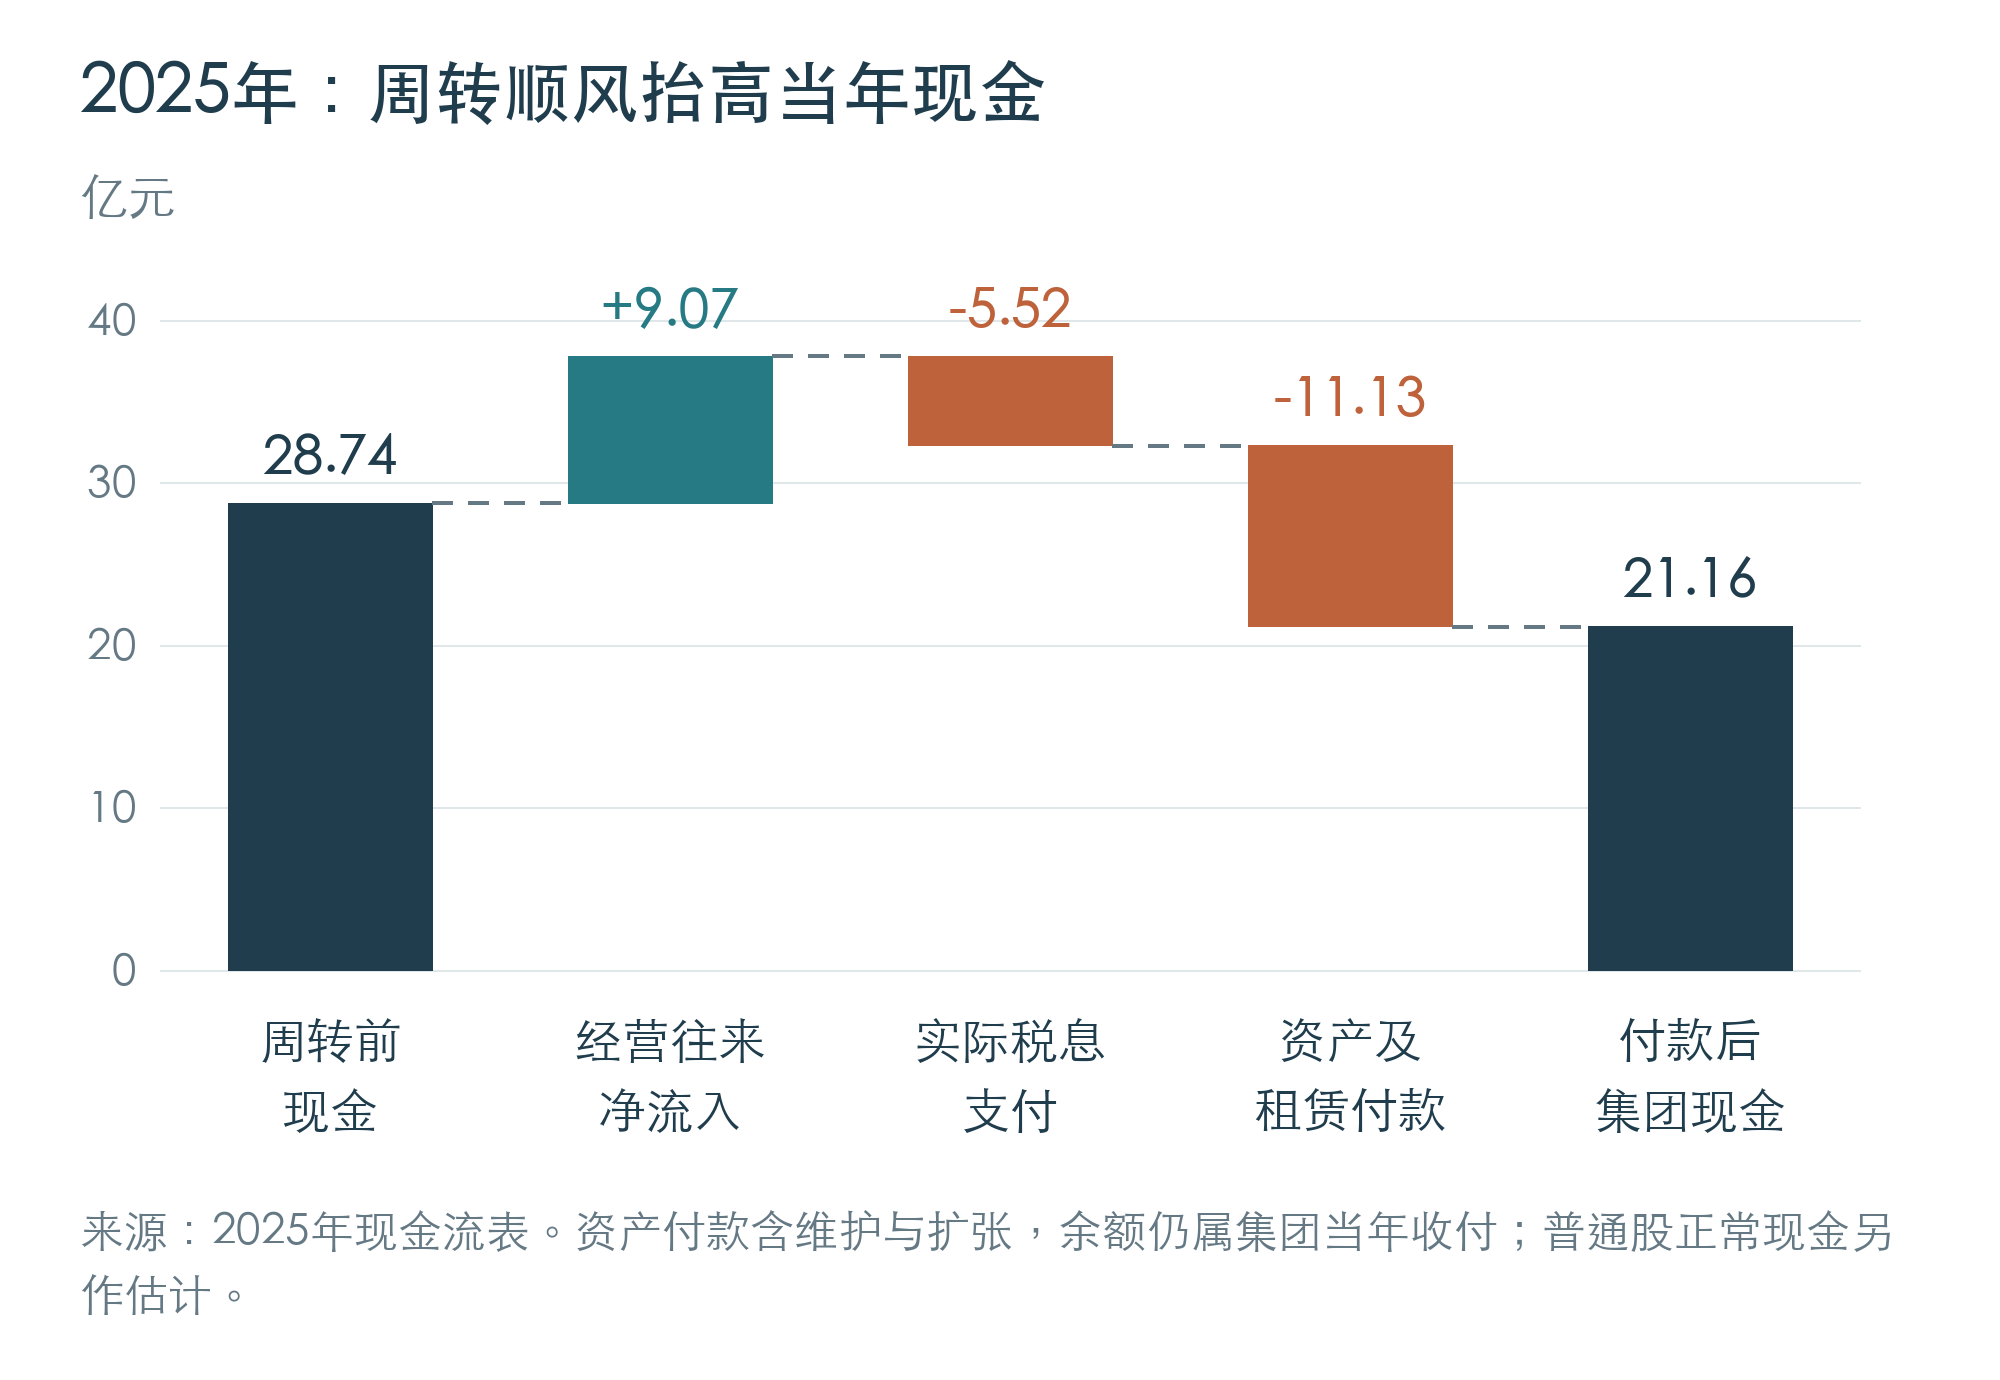 2025年：周转顺风抬高当年现金
亿元
40
30
20
10
0
28.74
+9.07
-5.52
-11.13
21.16
周转前
现金
经营往来
净流入
实际税息
支付
资产及
租赁付款
付款后
集团现金
来源：2025年现金流表。资产付款含维护与扩张，余额仍属集团当年收付；普通股正常现金另
作估计。